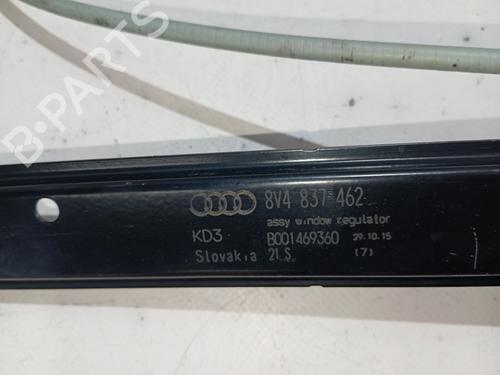 B-PARTS
8V4 837 462
assy window regulator
KD3 B001469360 29.10.15
Slovakia 21.S. (7)